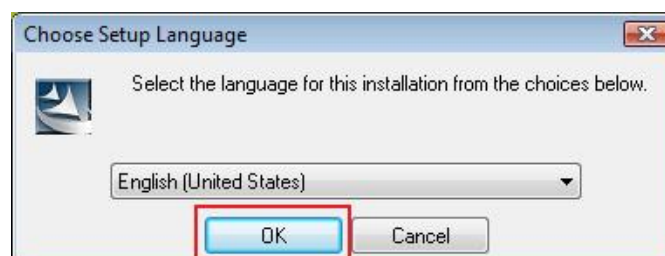 Choose Setup Language
Select the language for this installation from the choices below.
English (United States)
OK
Cancel